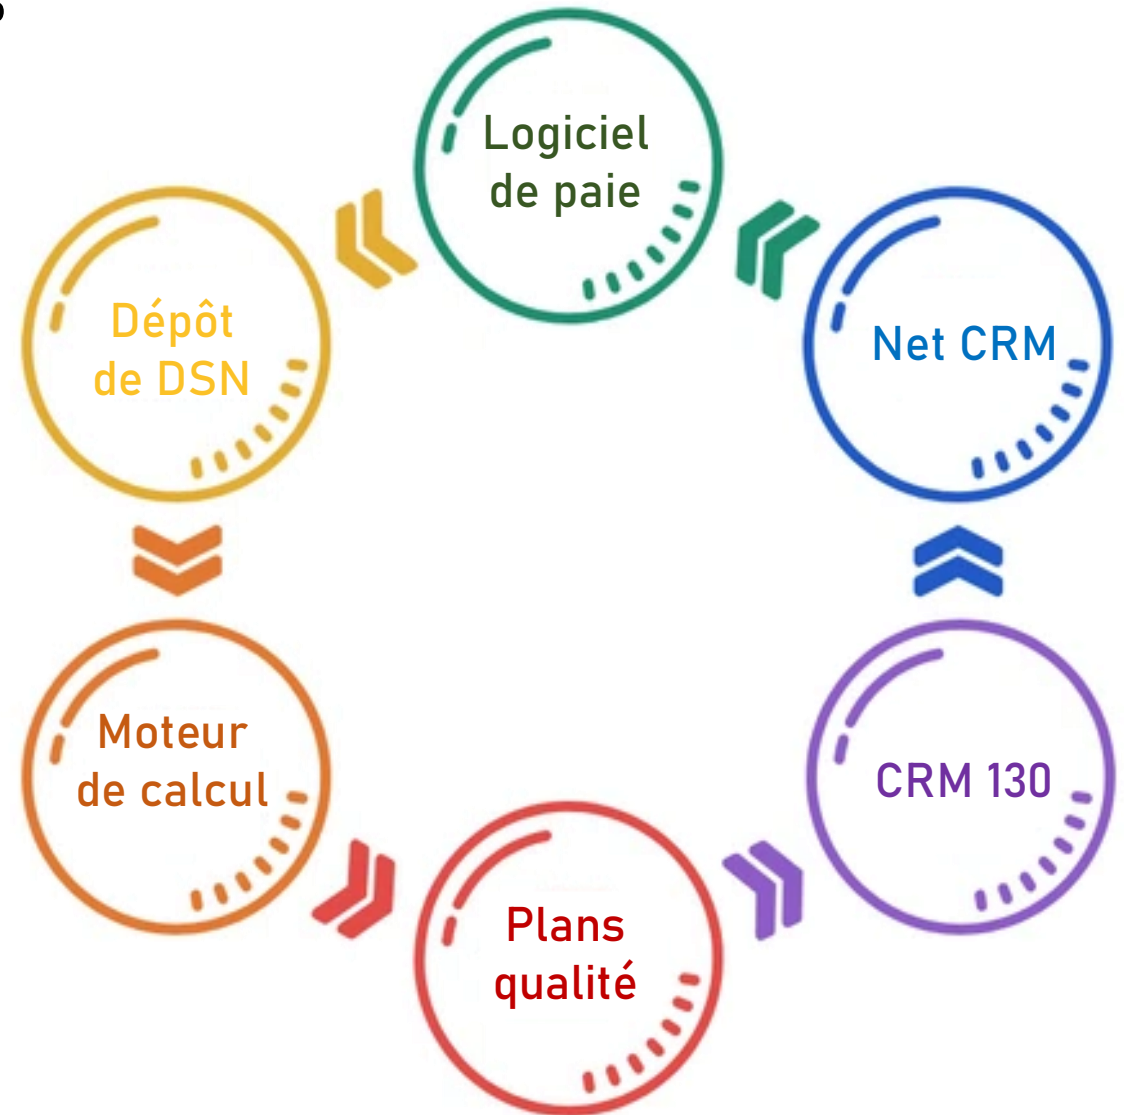 Logiciel
de paie
Dépôt
de DSN
Net CRM
Moteur
de calcul
CRM 130
Plans
qualité